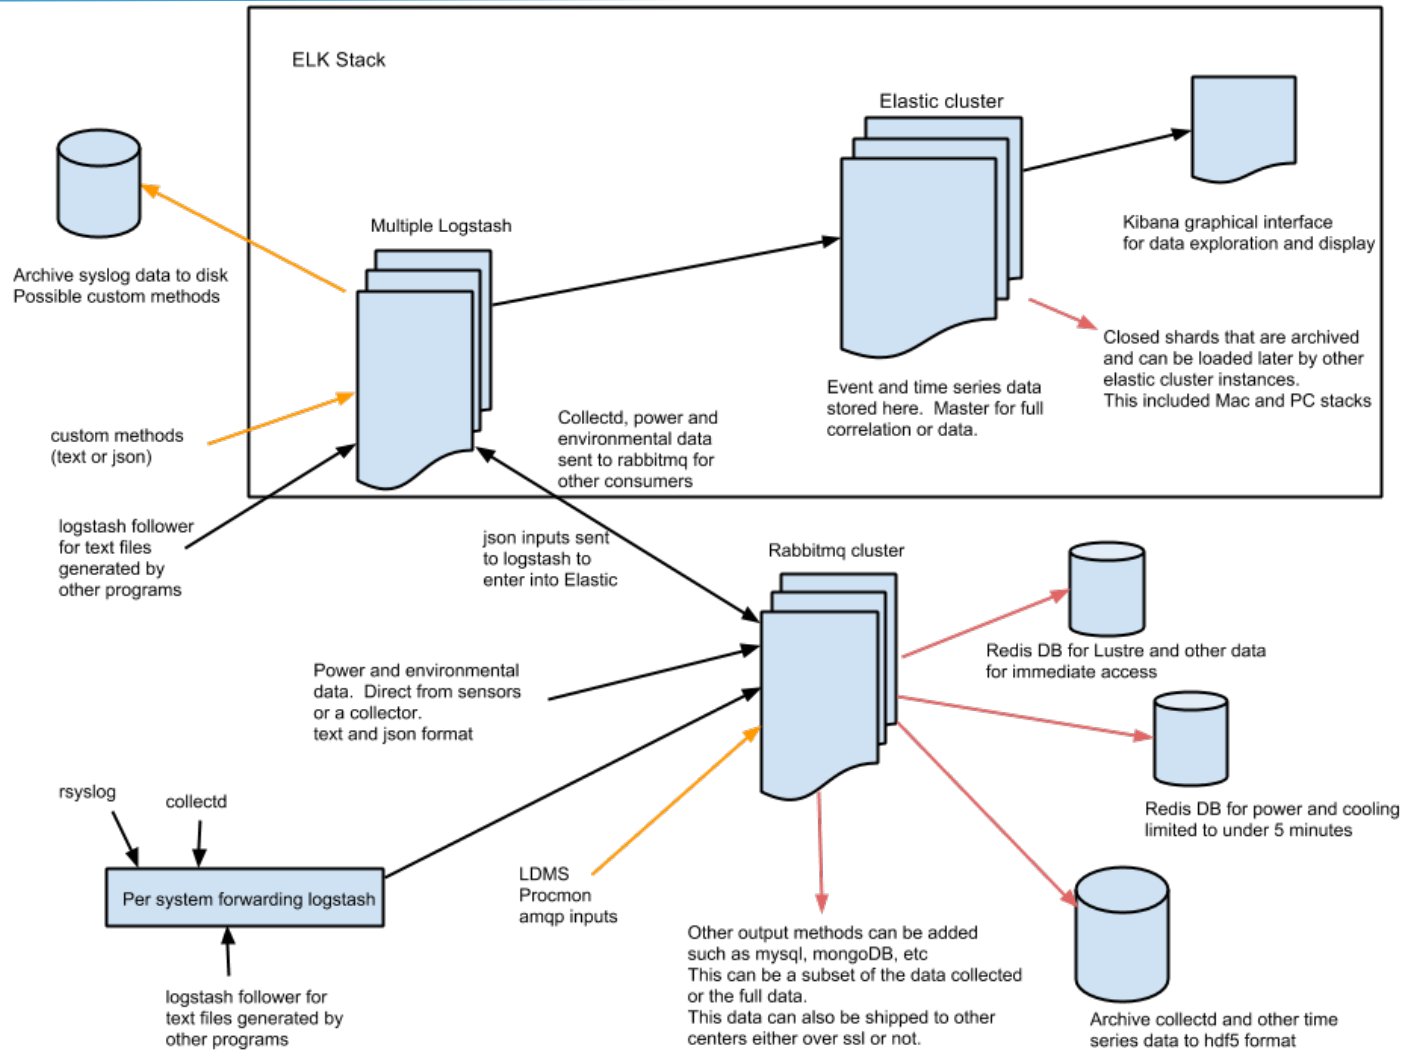 ELK Stack
Elastic cluster
Multiple Logstash
Kibana graphical interface
for data exploration and display
Archive syslog data to disk
Possible custom methods
Closed shards that are archived
and can be loaded later by other
elastic cluster instances.
This included Mac and PC stacks
Event and time series data
stored here.  Master for full
correlation or data.
custom methods
(text or json)
Collectd, power and
environmental data
sent to rabbitmq for
other consumers
logstash follower
for text files
generated by
other programs
json inputs sent
to logstash to
enter into Elastic
Rabbitmq cluster
Redis DB for Lustre and other data
for immediate access
Power and environmental
data.  Direct from sensors
or a collector.
text and json format
Redis DB for power and cooling
limited to under 5 minutes
rsyslog
collectd
Per system forwarding logstash
LDMS
Procmon
amqp inputs
Other output methods can be added
such as mysql, mongoDB, etc
This can be a subset of the data collected
or the full data.
This data can also be shipped to other
centers either over ssl or not.
logstash follower for
text files generated by
other programs
Archive collectd and other time
series data to hdf5 format